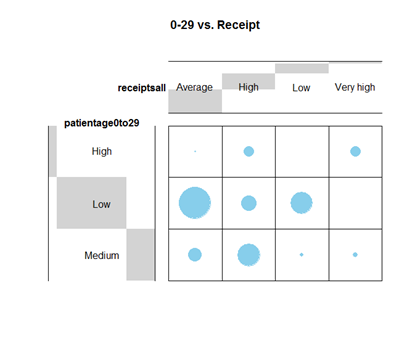 0-29 vs. Receipt
receiptsall Average High Low Very high
patientage0to29
High
Low
Medium